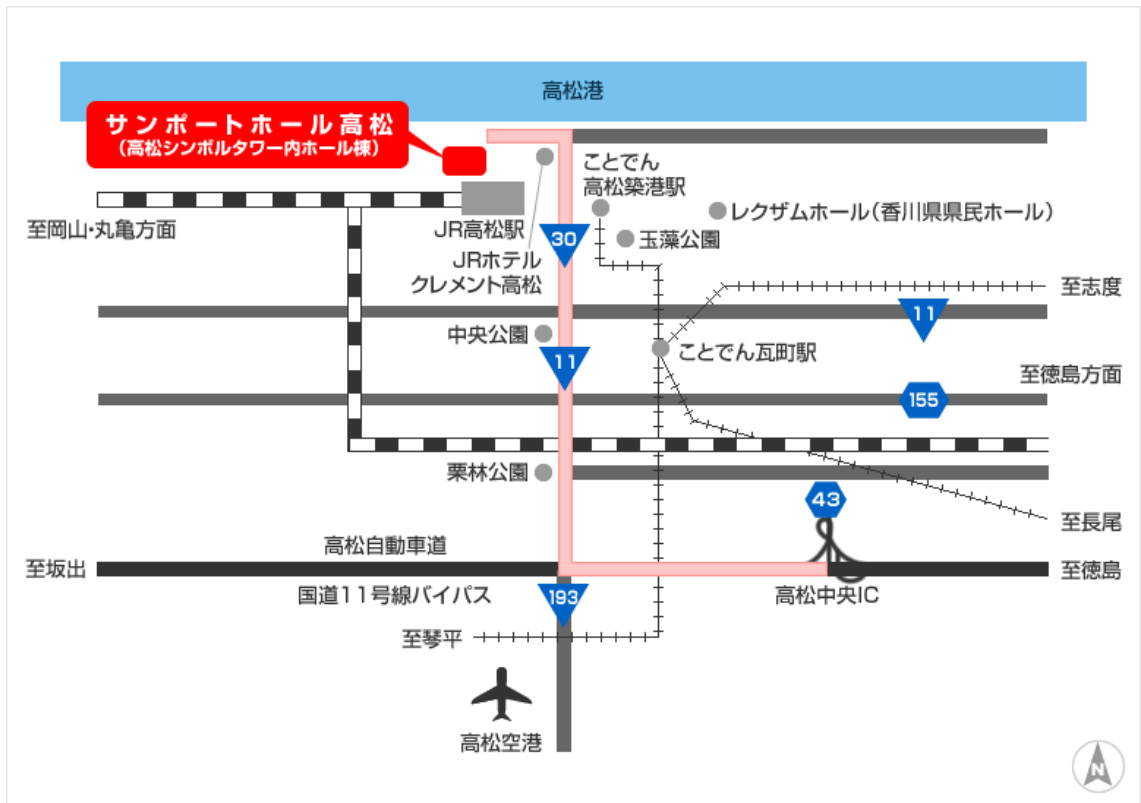 高松港
サンポートホール高松
(高松シンボルタワー内ホール棟)
ことでん
高松築港駅
レクザムホール(香川県県民ホール)
至岡山・丸亀方面
JR高松駅
30
玉藻公園
JRホテル
クレメント高松
至志度
11
中央公園
11
ことでん瓦町駅
至徳島方面
155
栗林公園
43
至長尾
高松自動車道
至坂出
至徳島
国道11号線バイパス
193
高松中央IC
至琴平
高松空港
N